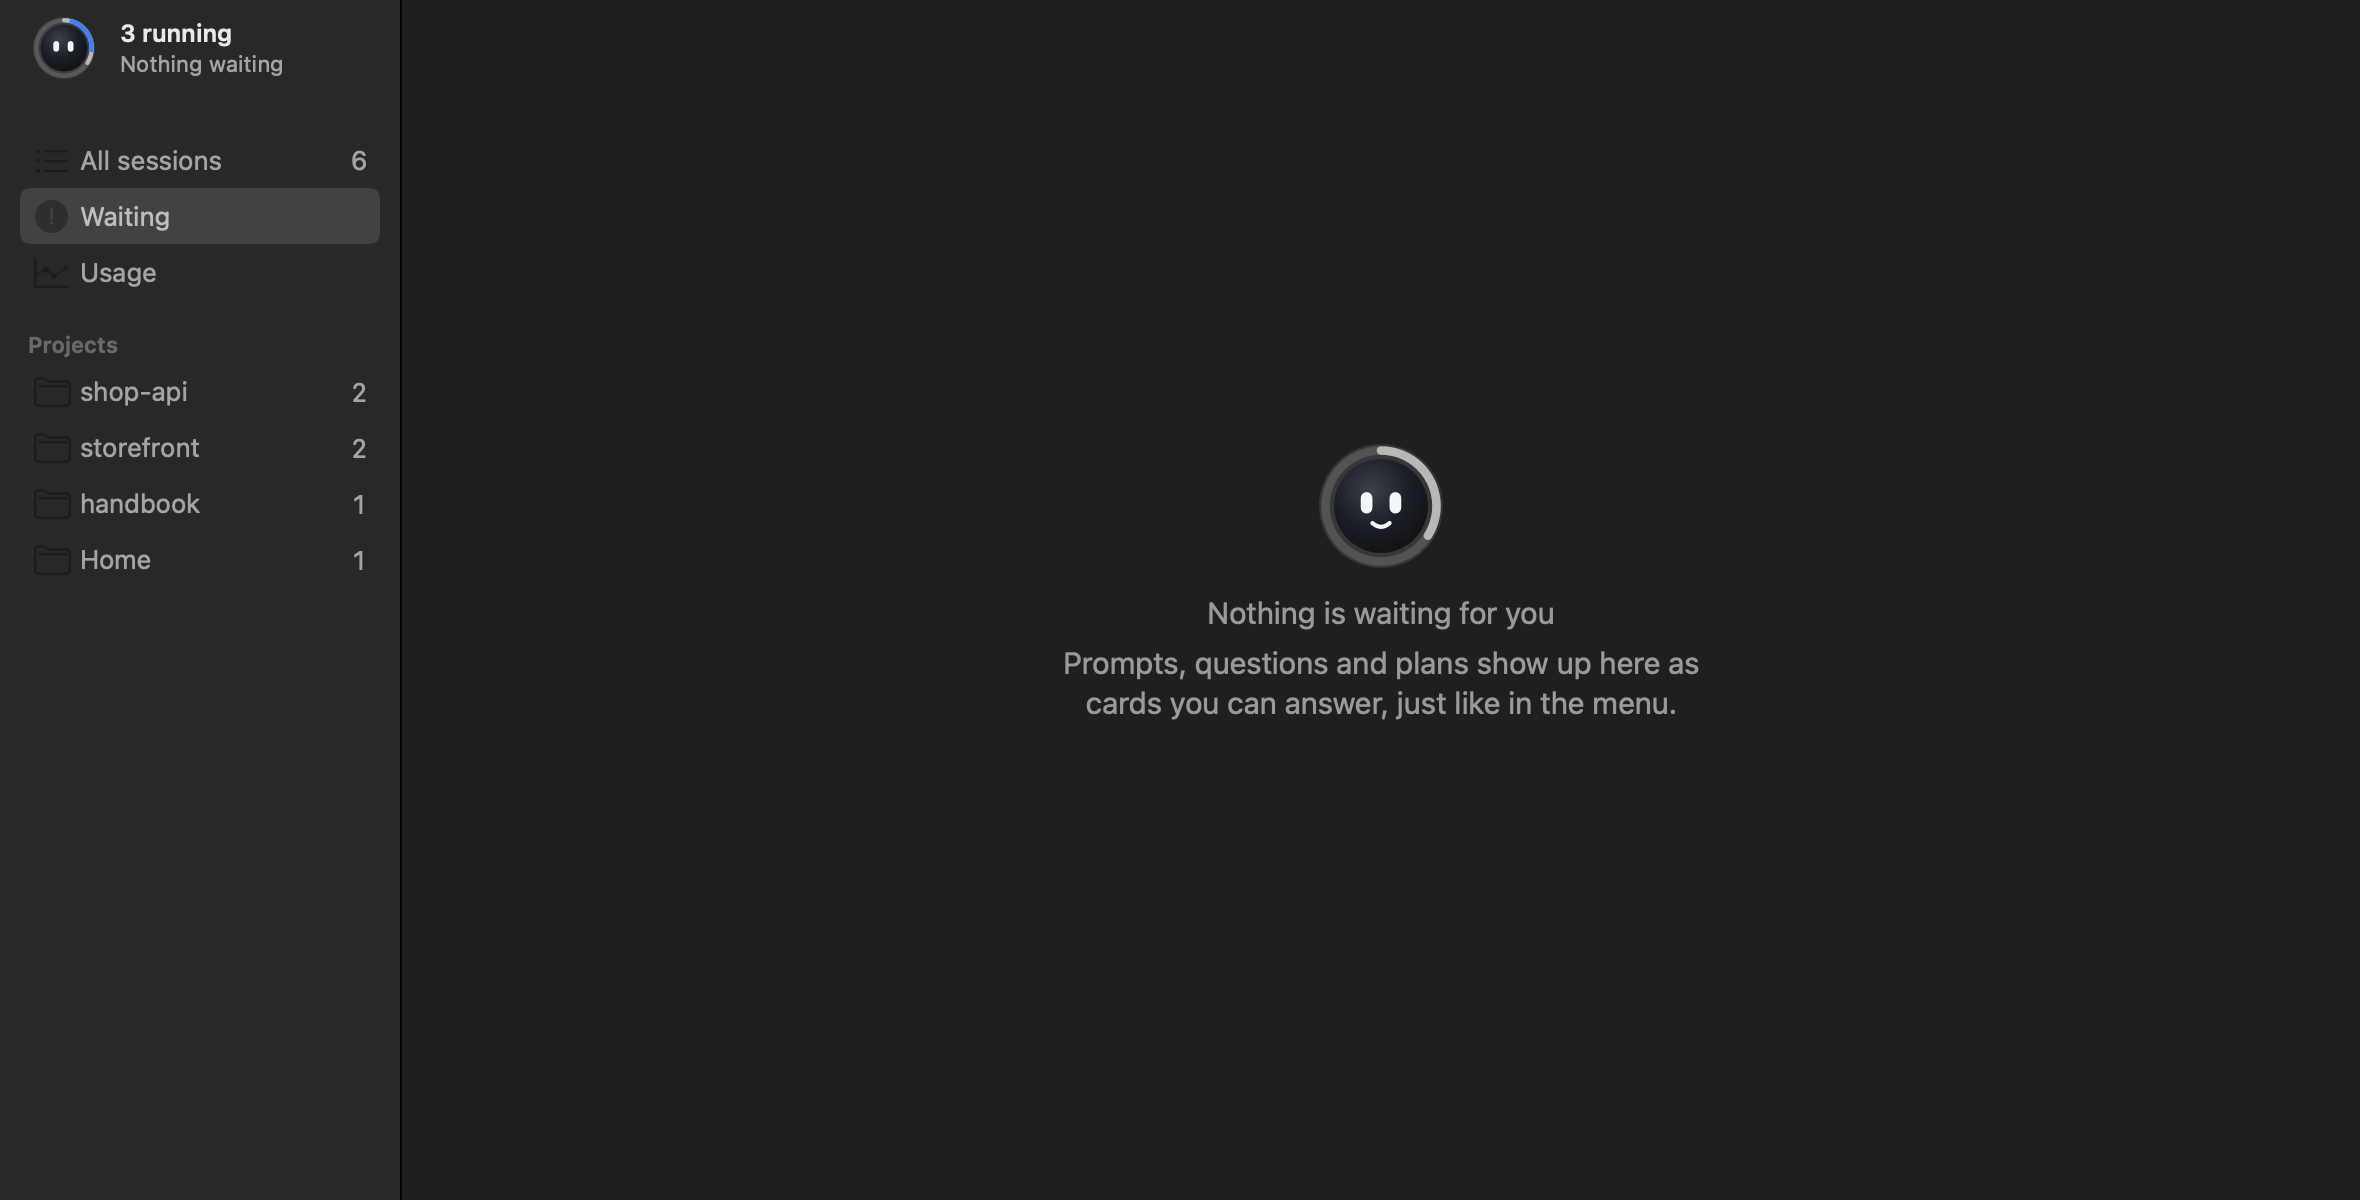 3 running
Nothing waiting
All sessions 6
Waiting
Usage
Projects
shop-api 2
storefront 2
handbook 1
Home 1
Nothing is waiting for you
Prompts, questions and plans show up here as
cards you can answer, just like in the menu.